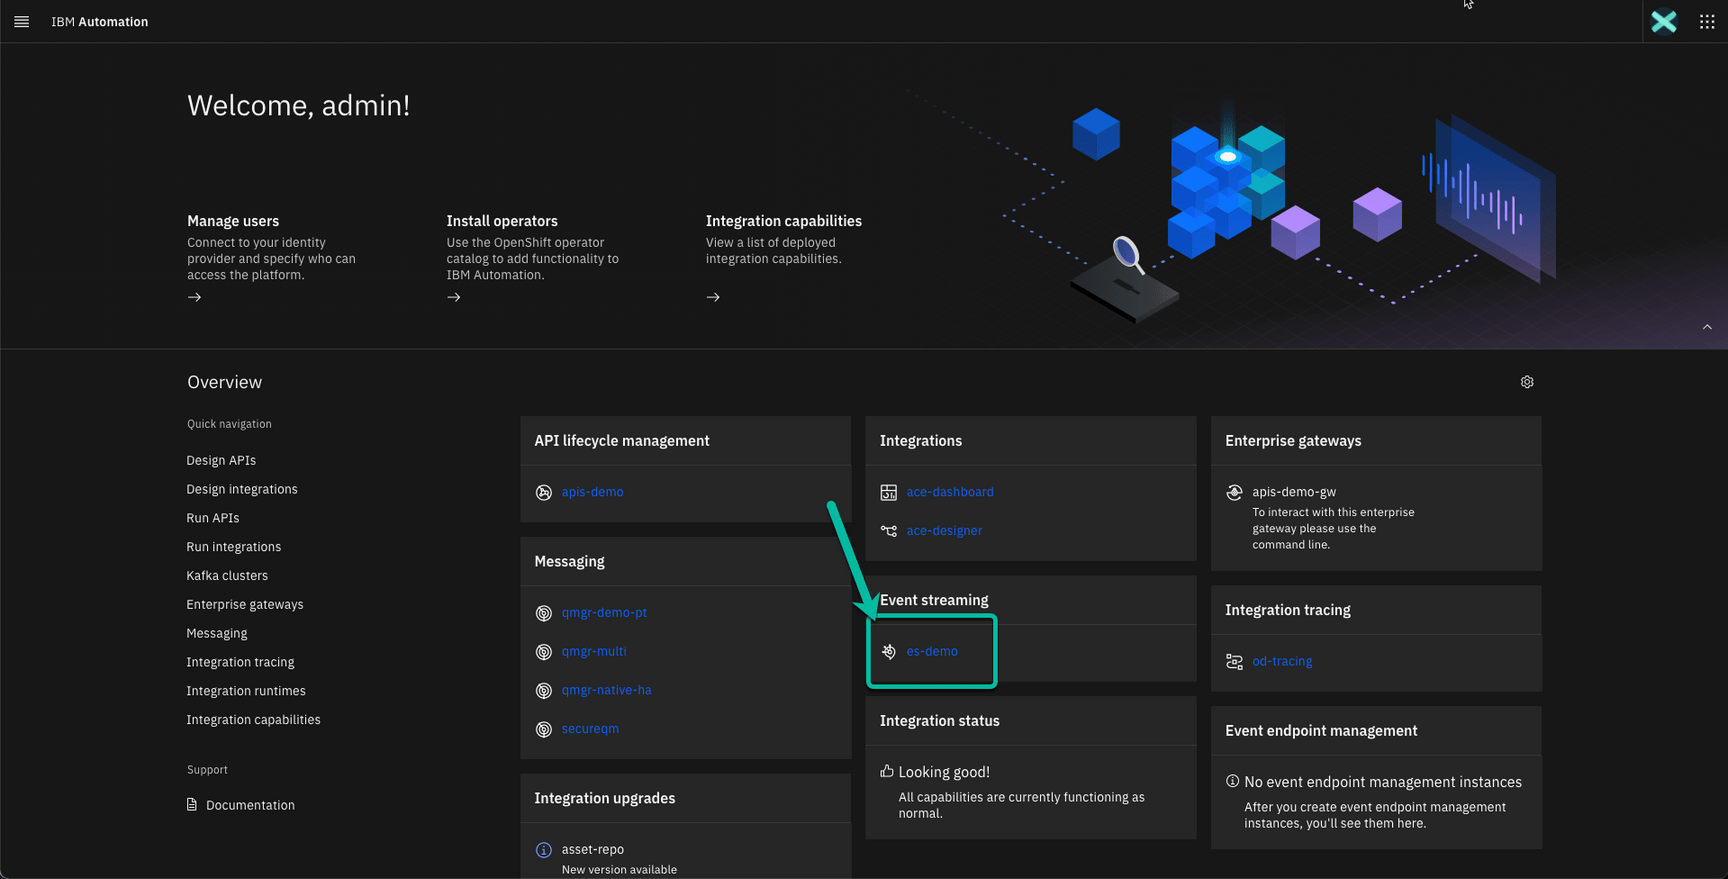 IBM Automation
Welcome, admin!
Manage users
Connect to your identity
provider and specify who can
access the platform.
Install operators
Use the OpenShift operator
catalog to add functionality to
IBM Automation.
Integration capabilities
View a list of deployed
integration capabilities.
Overview
Quick navigation
Design APIs
Design integrations
Run APIs
Run integrations
Kafka clusters
Enterprise gateways
Messaging
Integration tracing
Integration runtimes
Integration capabilities
Support
Documentation
API lifecycle management
apis-demo
Messaging
qmgr-demo-pt
qmgr-multi
qmgr-native-ha
secureqm
Integration upgrades
asset-repo
New version available
Integrations
ace-dashboard
ace-designer
Event streaming
es-demo
Integration status
Looking good!
All capabilities are currently functioning as
normal.
Enterprise gateways
apis-demo-gw
To interact with this enterprise
gateway please use the
command line.
Integration tracing
od-tracing
Event endpoint management
No event endpoint management instances
After you create event endpoint management
instances, you'll see them here.